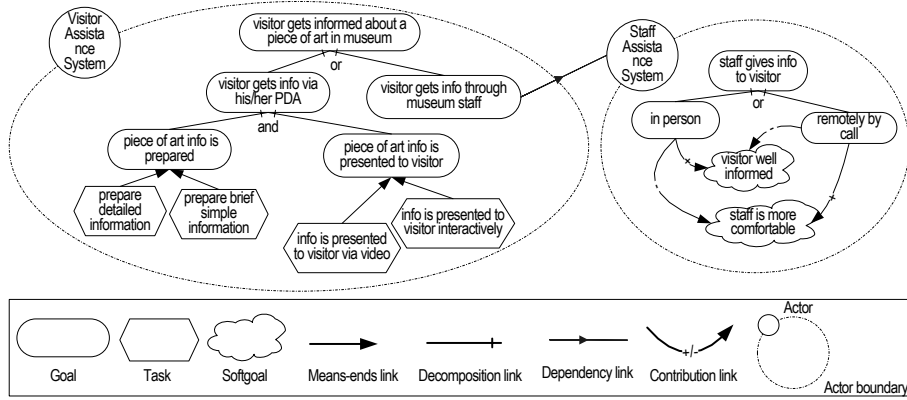 Visitor
Assista
nce
System
visitor gets informed about a
piece of art in museum
or
visitor gets info via
his/her PDA
visitor gets info through
museum staff
and
piece of art info is
prepared
piece of art info is
presented to visitor
prepare
detailed
information
prepare brief
simple
information
info is presented
to visitor via video
info is presented to
visitor interactively
Staff
Assista
nce
System
staff gives info
to visitor
or
in person
remotely by
call
+
-
visitor well
informed
-
+
staff is more
comfortable
Goal
Task
Softgoal
Means-ends link
Decomposition link
Dependency link
+/-
Contribution link
Actor
Actor boundary